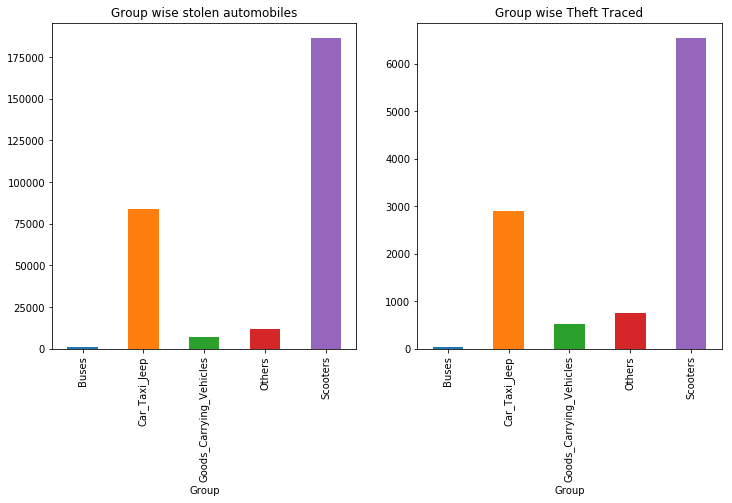 Group wise stolen automobiles
175000
150000
125000
100000
75000
50000
25000
0
Buses
Car_Taxi_Jeep
Goods_Carrying_Vehicles
Others
Scooters
Group
Group wise Theft Traced
6000
5000
4000
3000
2000
1000
0
Buses
Car_Taxi_Jeep
Goods_Carrying_Vehicles
Others
Scooters
Group